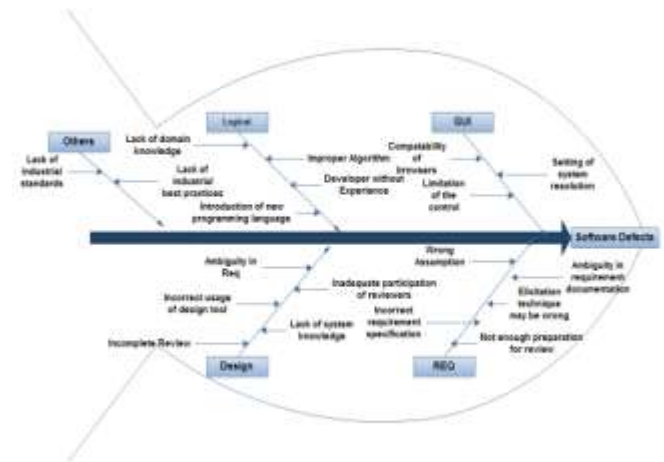 Others
Logical
GUI
Lack of
industrial
standards
Lack of
industrial
best practices
Lack of domain
knowledge
Improper Algorithm
Developer without
Experience
Introduction of new
programming language
Compatability
of
browsers
Limitation
of the
control
Setting of
system
resolution
Software Defects
Ambiguity in
Req
Incorrect usage
of design tool
Incomplete Review
Inadequate participation
of reviewers
Lack of system
knowledge
Design
Wrong
Assumption
Incorrect
requirement
specification
Ambiguity in
requirement
documentation
Elicitation
technique
may be wrong
Not enough preparation
for review
REQ